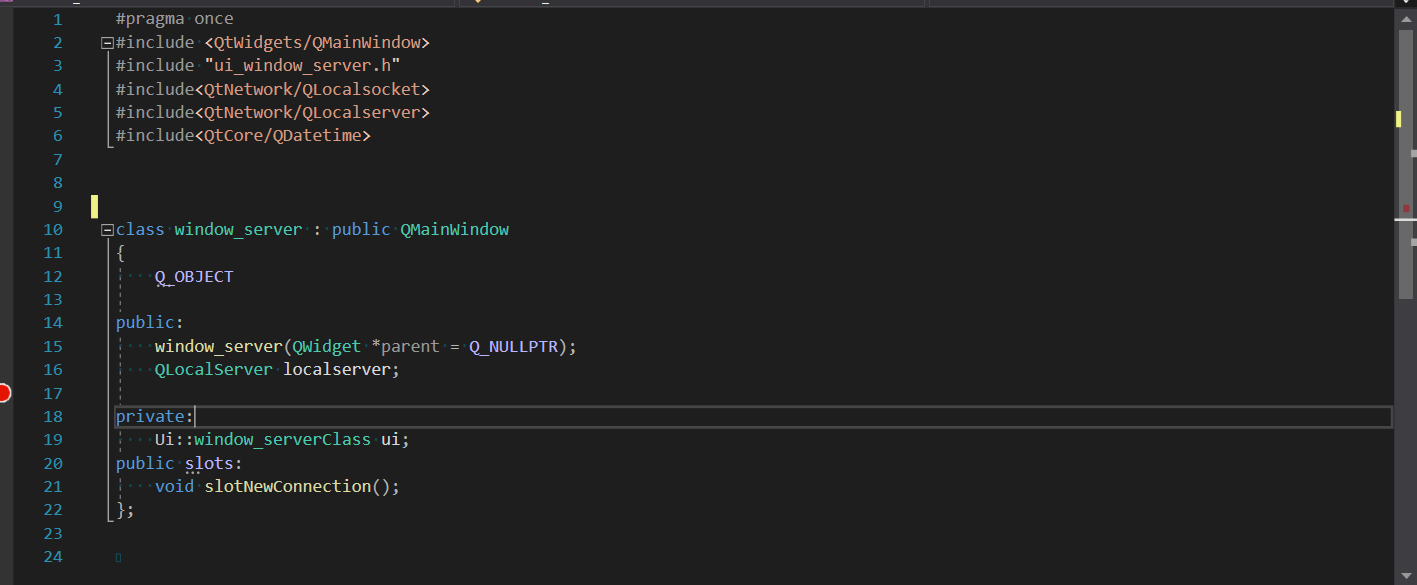 1 #pragma once
2 #include <QtWidgets/QMainWindow>
3 #include "ui_window_server.h"
4 #include<QtNetwork/QLocalsocket>
5 #include<QtNetwork/QLocalserver>
6 #include<QtCore/QDatetime>
7
8
9
10 class window_server : public QMainWindow
11 {
12     Q_OBJECT
13
14 public:
15     window_server(QWidget *parent = Q_NULLPTR);
16     QLocalServer localserver;
17
18 private:
19     Ui::window_serverClass ui;
20 public slots:
21     void slotNewConnection();
22 };
23
24